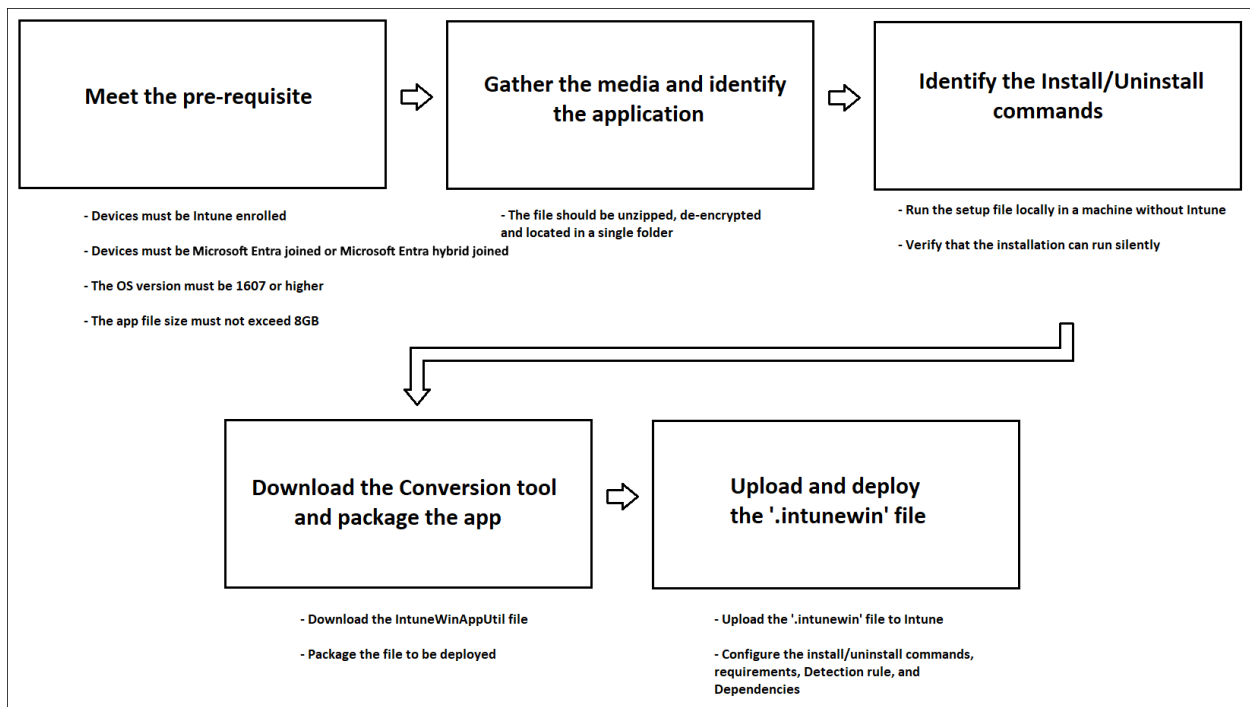 Meet the pre-requisite
- Devices must be Intune enrolled
- Devices must be Microsoft Entra joined or Microsoft Entra hybrid joined
- The OS version must be 1607 or higher
- The app file size must not exceed 8GB
Gather the media and identify
the application
- The file should be unzipped, de-encrypted
and located in a single folder
Identify the Install/Uninstall
commands
- Run the setup file locally in a machine without Intune
- Verify that the installation can run silently
Download the Conversion tool
and package the app
- Download the IntuneWinAppUtil file
- Package the file to be deployed
Upload and deploy
the '.intunewin' file
- Upload the '.intunewin' file to Intune
- Configure the install/uninstall commands,
requirements, Detection rule, and
Dependencies